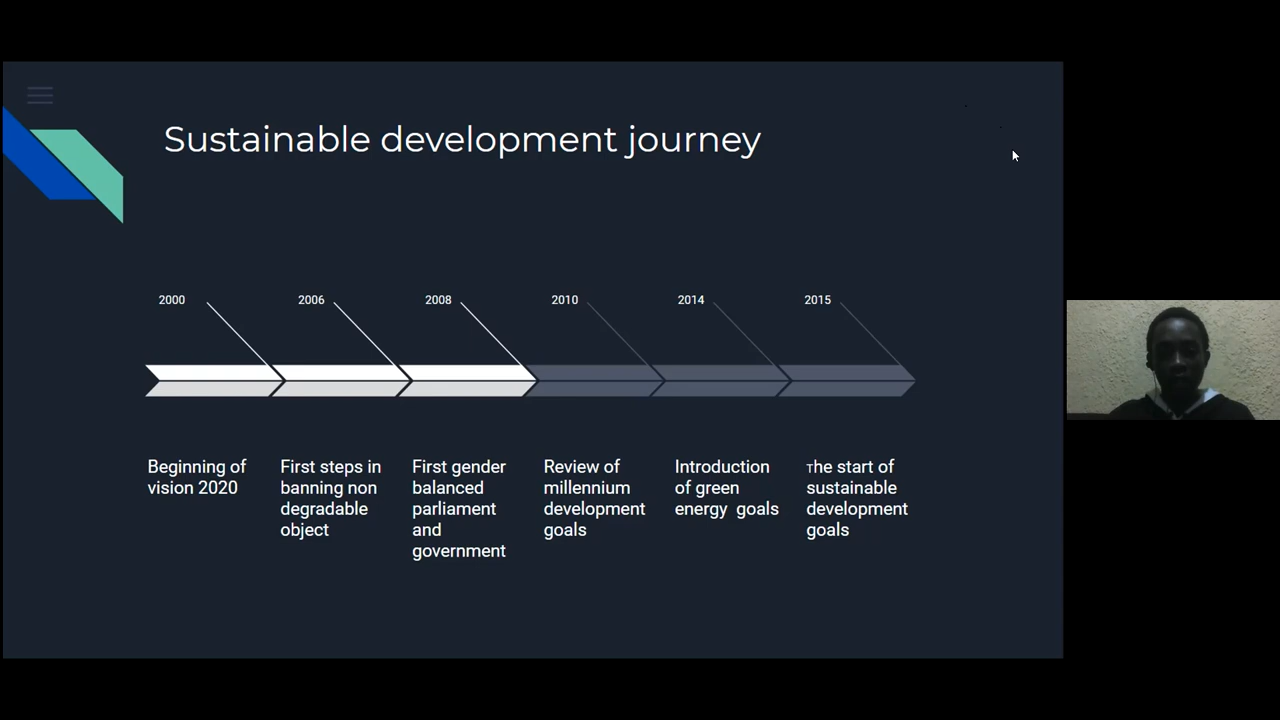 Sustainable development journey
2000
2006
2008
2010
2014
2015
Beginning of
vision 2020
First steps in
banning non
degradable
object
First gender
balanced
parliament
and
government
Review of
millennium
development
goals
Introduction
of green
energy goals
The start of
sustainable
development
goals